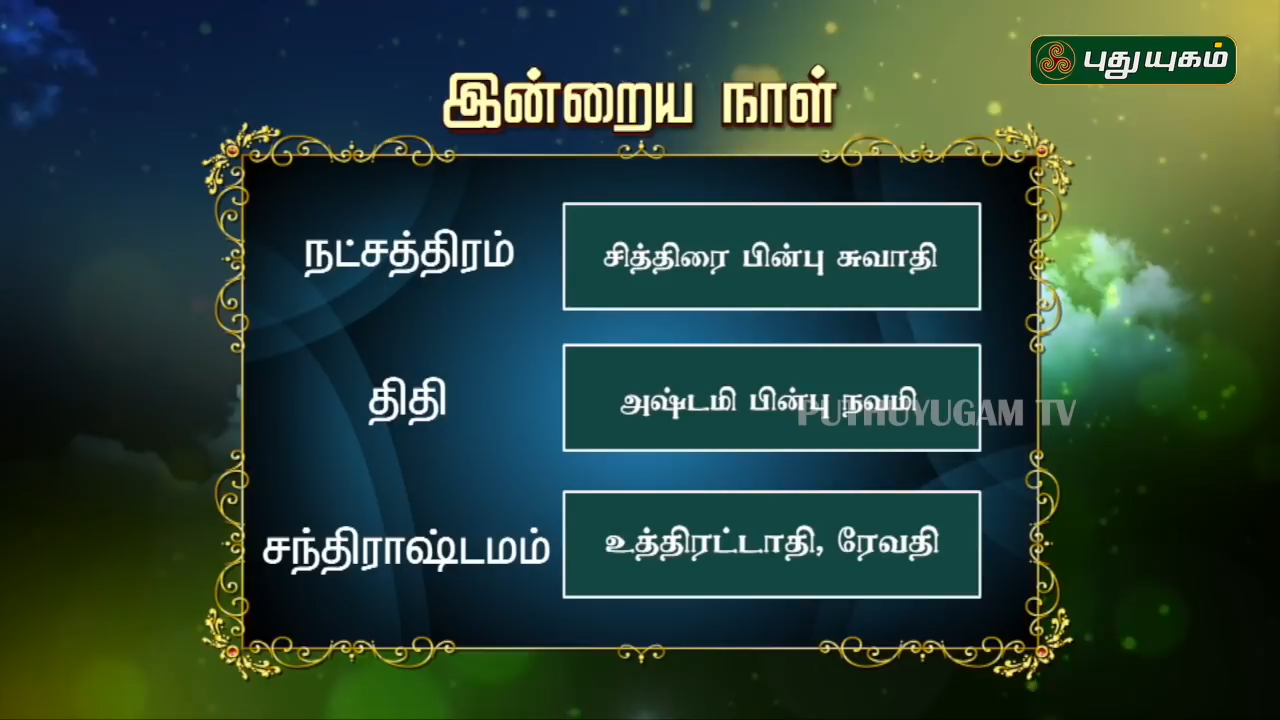 புதுயுகம்
இன்றைய நாள்
நட்சத்திரம்
சித்திரை பின்பு சுவாதி
திதி
அஷ்டமி பின்பு நவமி
PUTHUYUGAM TV
சந்திராஷ்டமம்
உத்திரட்டாதி, ரேவதி